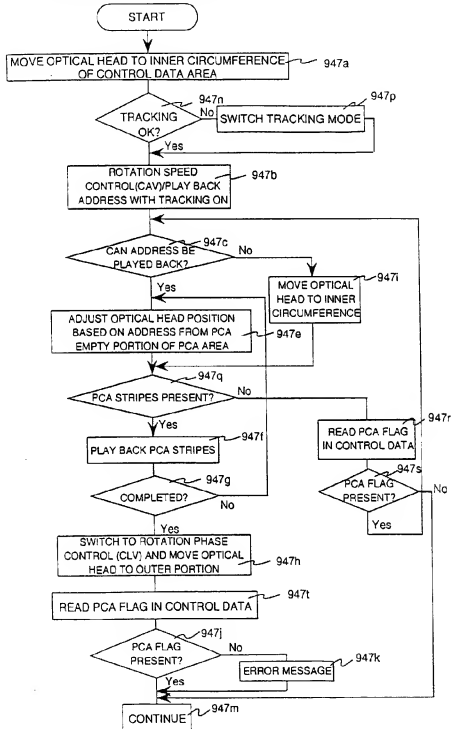 START
MOVE OPTICAL HEAD TO INNER CIRCUMFERENCE
OF CONTROL DATA AREA
947a
947n
TRACKING
OK?
No
947p
SWITCH TRACKING MODE
Yes
ROTATION SPEED
CONTROL(CAV)/PLAY BACK
ADDRESS WITH TRACKING ON
947b
947c
CAN ADDRESS BE
PLAYED BACK?
No
Yes
947i
MOVE OPTICAL
HEAD TO INNER
CIRCUMFERENCE
ADJUST OPTICAL HEAD POSITION
BASED ON ADDRESS FROM PCA
EMPTY PORTION OF PCA AREA
947e
947q
PCA STRIPES PRESENT?
No
Yes
947r
READ PCA FLAG
IN CONTROL DATA
947f
PLAY BACK PCA STRIPES
947s
PCA FLAG
PRESENT?
No
Yes
947g
COMPLETED?
No
Yes
SWITCH TO ROTATION PHASE
CONTROL (CLV) AND MOVE OPTICAL
HEAD TO OUTER PORTION
947h
READ PCA FLAG IN CONTROL DATA
947t
947j
PCA FLAG
PRESENT?
No
947k
ERROR MESSAGE
Yes
CONTINUE
947m